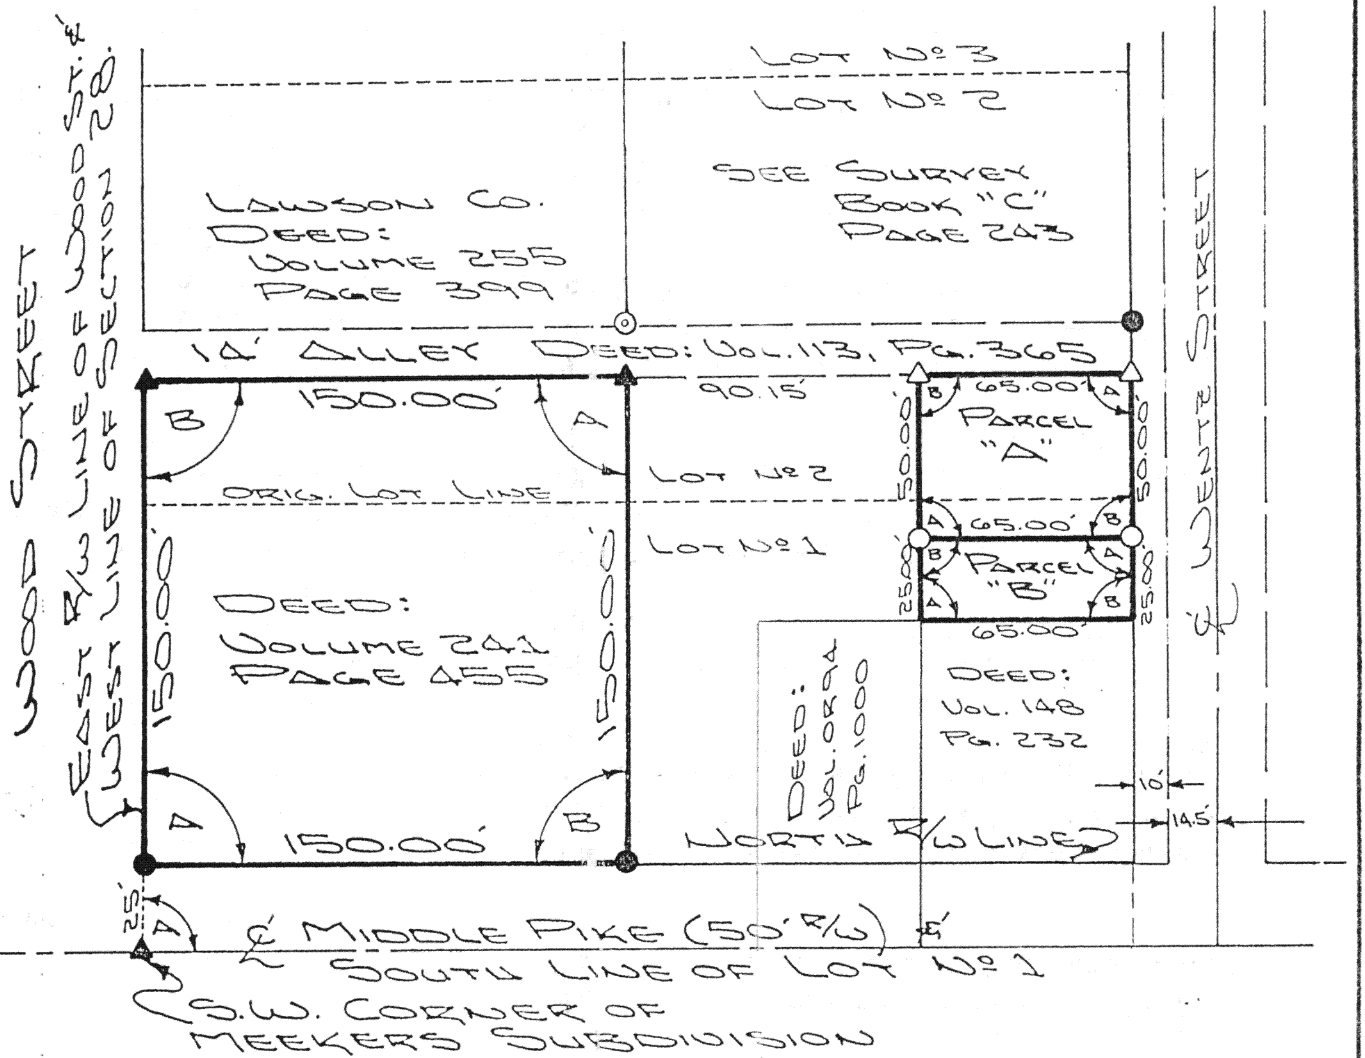 LOT Nº 3
LOT Nº 2
SEE SURVEY
BOOK "C"
PAGE 243
LAWSON CO.
DEED:
VOLUME 255
PAGE 399
14' ALLEY DEED: VOL. 113, PG. 365
150.00'
90.15'
65.00'
B
A
B
A
PARCEL
"A"
50.00'
50.00'
LOT Nº 2
ORIG. LOT LINE
LOT Nº 1
A
65.00'
B
B
PARCEL
A
"B"
A
B
25.00'
25.00'
65.00'
150.00'
150.00'
DEED:
VOLUME 241
PAGE 455
DEED:
VOL. OR94
PG. 1000
DEED:
VOL. 148
PG. 232
10'
14.5'
A
150.00'
B
NORTH R/W LINE
25'
A
℄ MIDDLE PIKE (50' R/W) &
SOUTH LINE OF LOT Nº 1
S.W. CORNER OF
MEEKERS SUBDIVISION
WOOD STREET
EAST R/W LINE OF WOOD ST. &
WEST LINE OF SECTION 28.
℄ WENTZ STREET